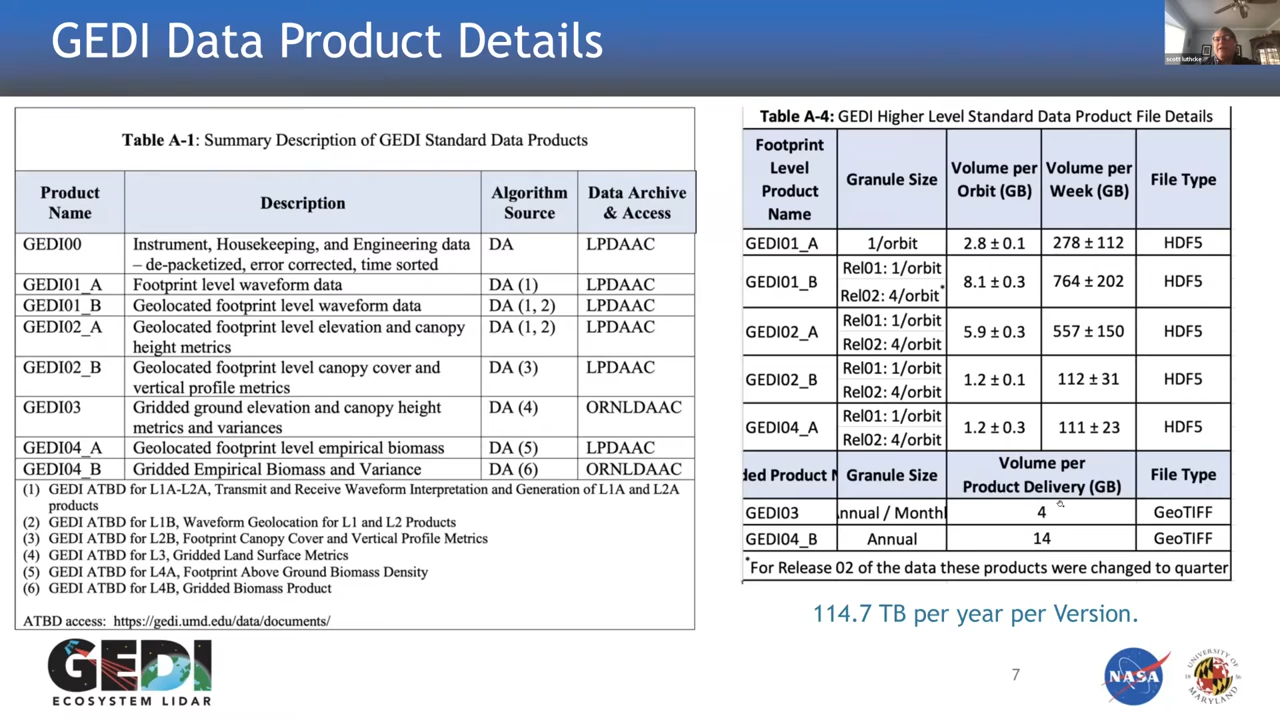 GEDI Data Product Details
scott luthcke
Table A-1: Summary Description of GEDI Standard Data Products
Product Name
Description
Algorithm Source
Data Archive & Access
GEDI00
Instrument, Housekeeping, and Engineering data
– de-packetized, error corrected, time sorted
DA
LPDAAC
GEDI01_A
Footprint level waveform data
DA (1)
LPDAAC
GEDI01_B
Geolocated footprint level waveform data
DA (1, 2)
LPDAAC
GEDI02_A
Geolocated footprint level elevation and canopy
height metrics
DA (1, 2)
LPDAAC
GEDI02_B
Geolocated footprint level canopy cover and
vertical profile metrics
DA (3)
LPDAAC
GEDI03
Gridded ground elevation and canopy height
metrics and variances
DA (4)
ORNLDAAC
GEDI04_A
Geolocated footprint level empirical biomass
DA (5)
LPDAAC
GEDI04_B
Gridded Empirical Biomass and Variance
DA (6)
ORNLDAAC
(1) GEDI ATBD for L1A-L2A, Transmit and Receive Waveform Interpretation and Generation of L1A and L2A
products
(2) GEDI ATBD for L1B, Waveform Geolocation for L1 and L2 Products
(3) GEDI ATBD for L2B, Footprint Canopy Cover and Vertical Profile Metrics
(4) GEDI ATBD for L3, Gridded Land Surface Metrics
(5) GEDI ATBD for L4A, Footprint Above Ground Biomass Density
(6) GEDI ATBD for L4B, Gridded Biomass Product
ATBD access: https://gedi.umd.edu/data/documents/
Table A-4: GEDI Higher Level Standard Data Product File Details
Footprint
Level
Product
Name
Granule Size
Volume per
Orbit (GB)
Volume per
Week (GB)
File Type
GEDI01_A
1/orbit
2.8 ± 0.1
278 ± 112
HDF5
GEDI01_B
Rel01: 1/orbit
Rel02: 4/orbit*
8.1 ± 0.3
764 ± 202
HDF5
GEDI02_A
Rel01: 1/orbit
Rel02: 4/orbit
5.9 ± 0.3
557 ± 150
HDF5
GEDI02_B
Rel01: 1/orbit
Rel02: 4/orbit
1.2 ± 0.1
112 ± 31
HDF5
GEDI04_A
Rel01: 1/orbit
Rel02: 4/orbit
1.2 ± 0.3
111 ± 23
HDF5
ded Product N
Granule Size
Volume per
Product Delivery (GB)
File Type
GEDI03
Annual / Monthl
4
GeoTIFF
GEDI04_B
Annual
14
GeoTIFF
*For Release 02 of the data these products were changed to quarter
114.7 TB per year per Version.
GEDI
ECOSYSTEM LIDAR
7
NASA
UNIVERSITY OF
MARYLAND
18 56